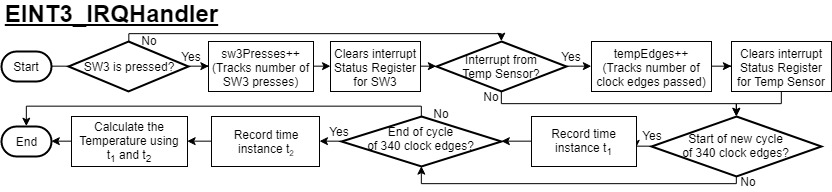 EINT3_IRQHandler
Start
SW3 is pressed?
No
Yes
sw3Presses++
(Tracks number of
SW3 presses)
Clears interrupt
Status Register
for SW3
Interrupt from
Temp Sensor?
Yes
No
tempEdges++
(Tracks number of
clock edges passed)
Clears interrupt
Status Register
for Temp Sensor
Start of new cycle
of 340 clock edges?
Yes
No
Record time
instance t₁
End of cycle
of 340 clock edges?
No
Yes
Record time
instance t₂
Calculate the
Temperature using
t₁ and t₂
End